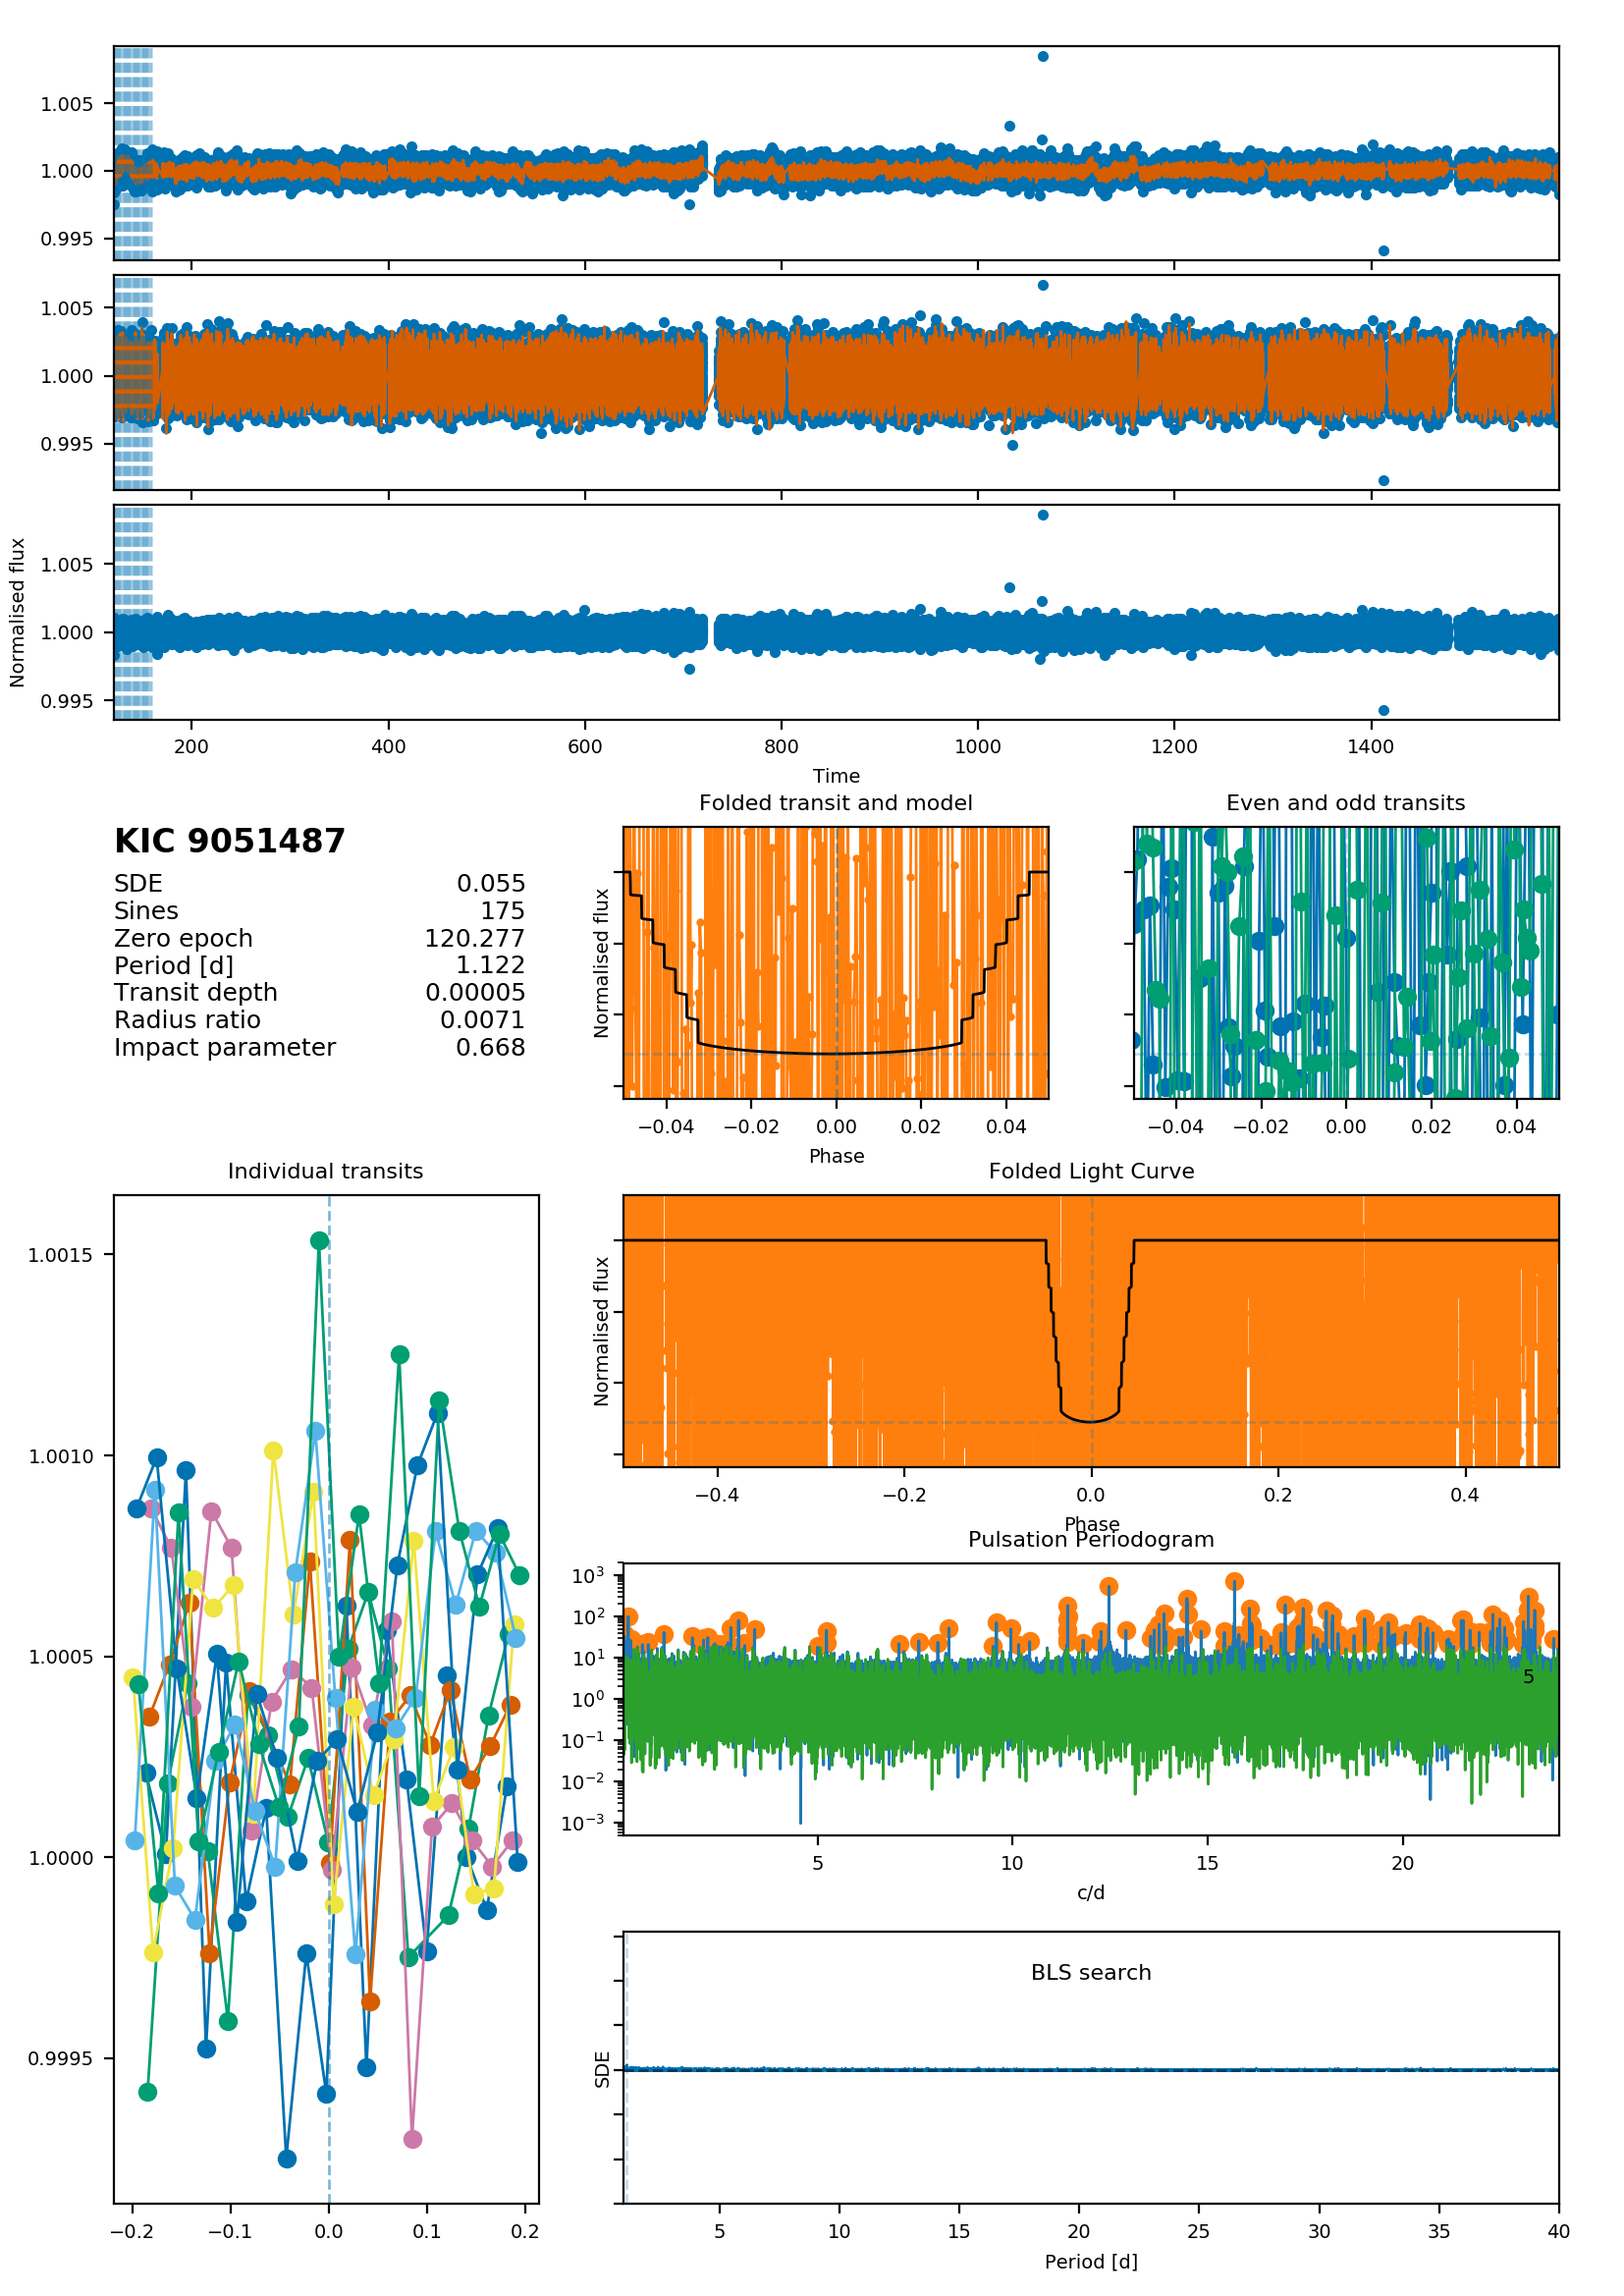 1.005
1.000
0.995
1.005
1.000
0.995
1.005
1.000
0.995
Normalised flux
200 400 600 800 1000 1200 1400
Time
KIC 9051487
SDE 0.055
Sines 175
Zero epoch 120.277
Period [d] 1.122
Transit depth 0.00005
Radius ratio 0.0071
Impact parameter 0.668
Folded transit and model
Normalised flux
−0.04 −0.02 0.00 0.02 0.04
Phase
Even and odd transits
−0.04 −0.02 0.00 0.02 0.04
Individual transits
1.0015
1.0010
1.0005
1.0000
0.9995
−0.2 −0.1 0.0 0.1 0.2
Folded Light Curve
Normalised flux
−0.4 −0.2 0.0 0.2 0.4
Phase
Pulsation Periodogram
10³
10²
10¹
10⁰
10⁻¹
10⁻²
10⁻³
5
5 10 15 20
c/d
BLS search
SDE
5 10 15 20 25 30 35 40
Period [d]